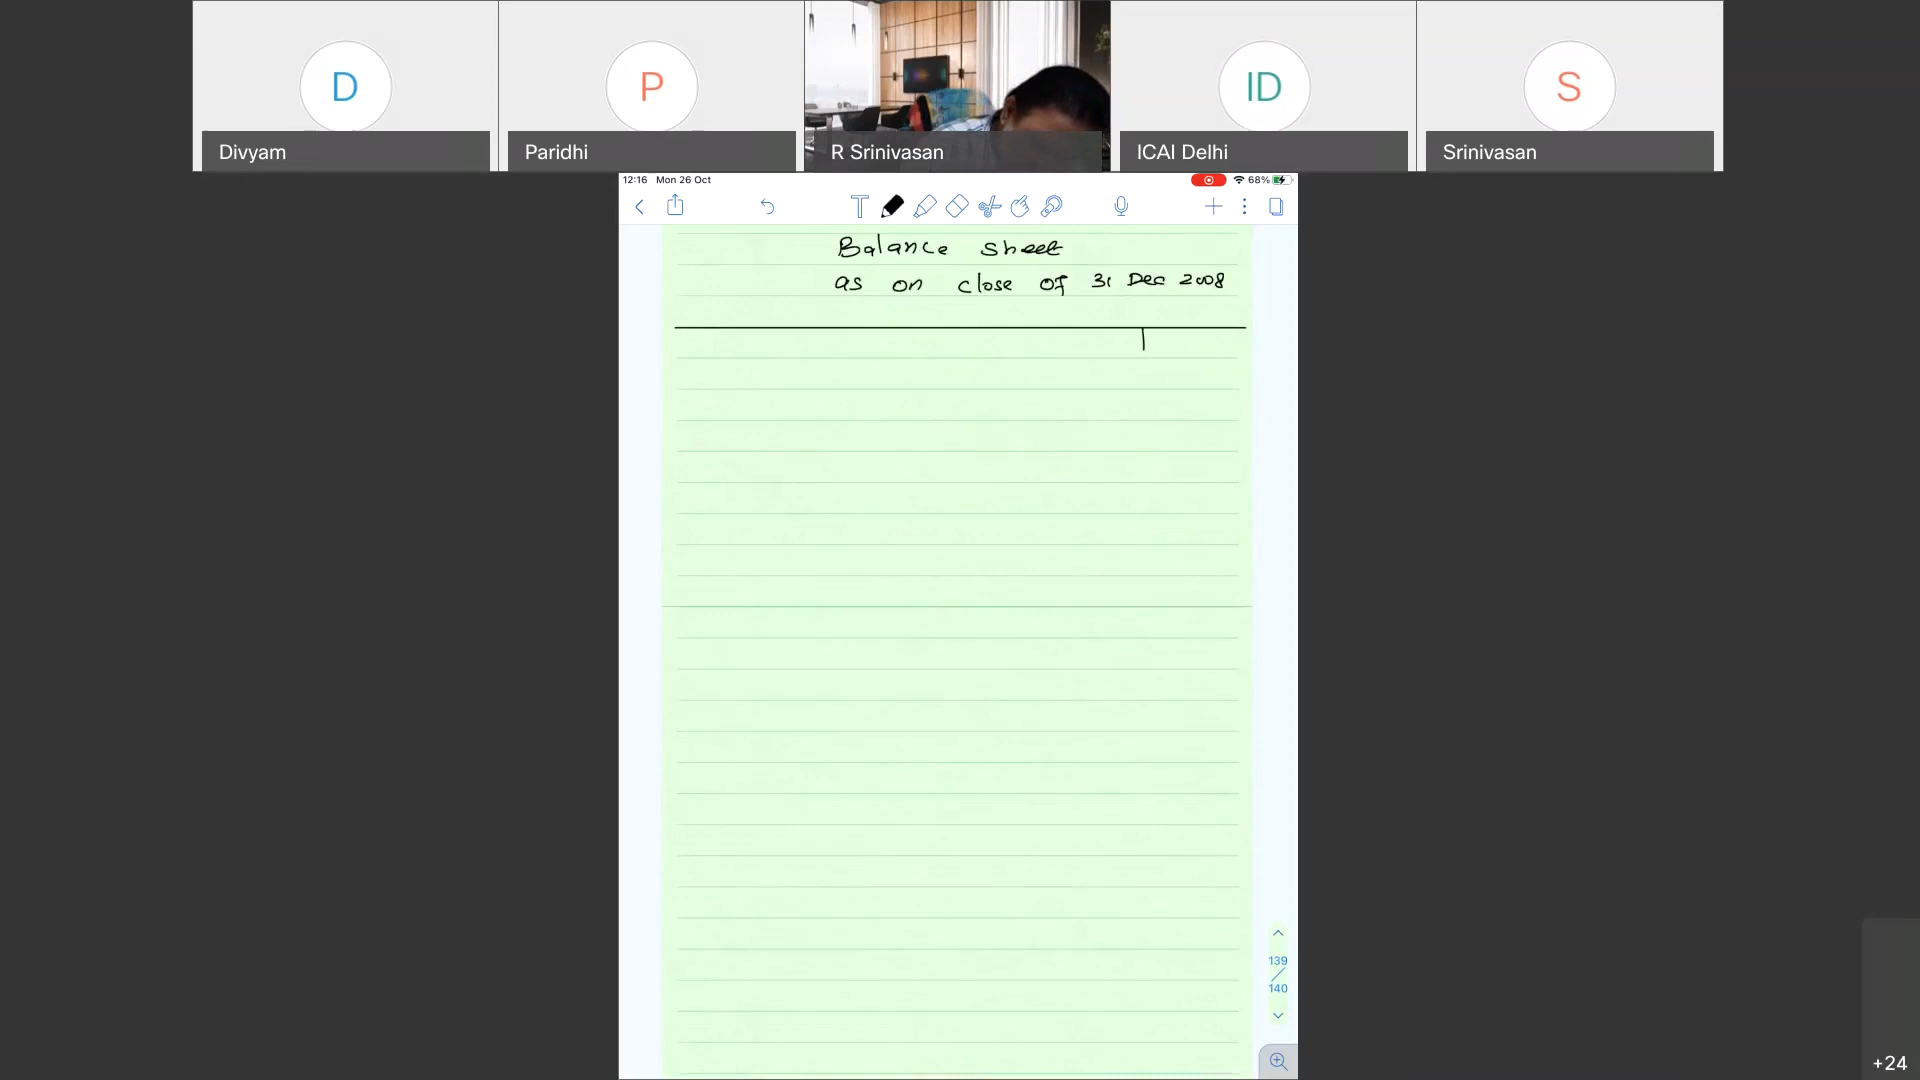 D
P
ID
S
Divyam
Paridhi
R Srinivasan
ICAI Delhi
Srinivasan
12:16 Mon 26 Oct
68%
T
Balance sheet
as on close of 31 Dec 2008
139
140
+24